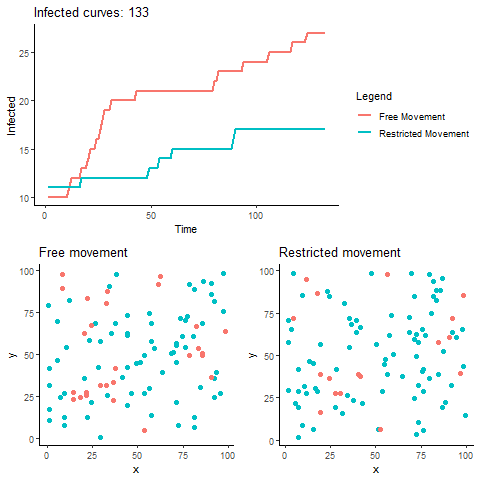 Infected curves: 133
Infected
25
20
15
10
0
50
100
Time
Legend
Free Movement
Restricted Movement
Free movement
y
100
75
50
25
0
0
25
50
75
100
x
Restricted movement
y
100
75
50
25
0
0
25
50
75
100
x